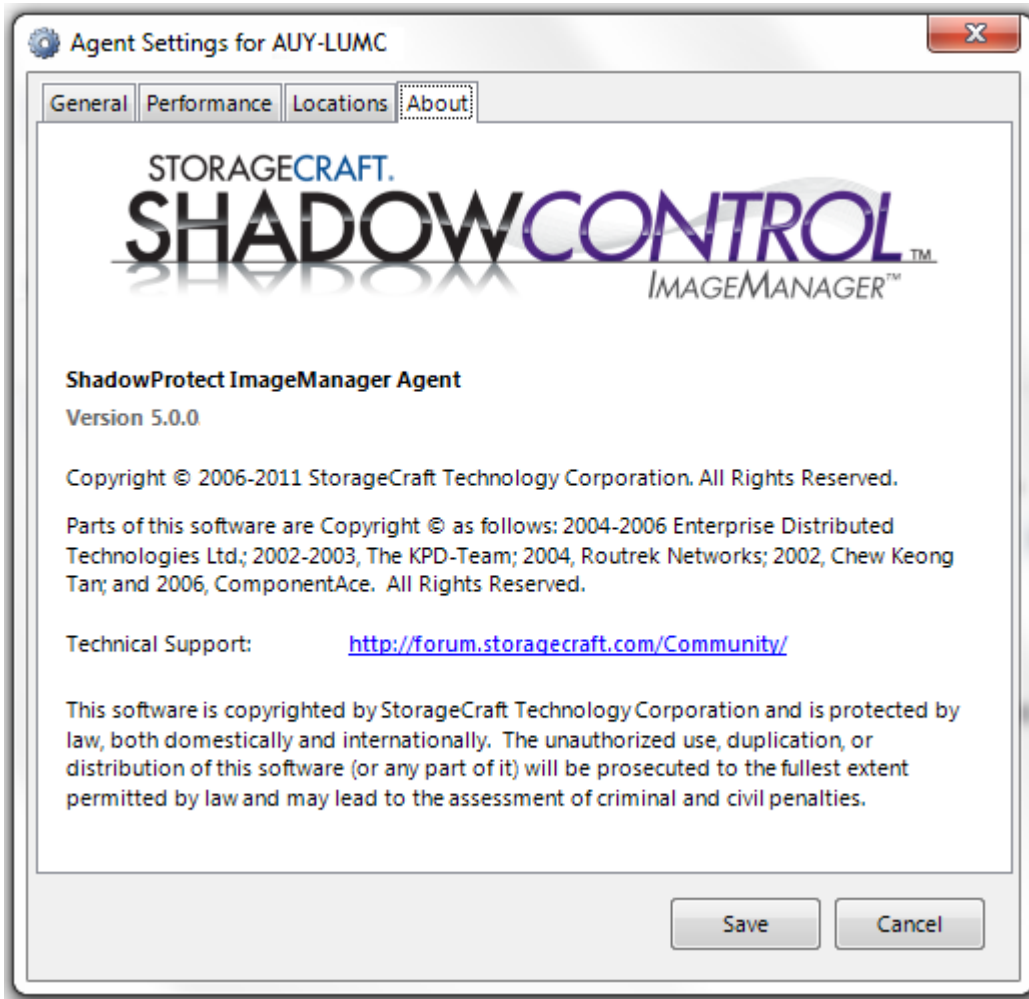 Agent Settings for AUY-LUMC
General Performance Locations About
STORAGECRAFT.
SHADOWCONTROL™
IMAGEMANAGER™
ShadowProtect ImageManager Agent
Version 5.0.0
Copyright © 2006-2011 StorageCraft Technology Corporation. All Rights Reserved.
Parts of this software are Copyright © as follows: 2004-2006 Enterprise Distributed
Technologies Ltd.; 2002-2003, The KPD-Team; 2004, Routrek Networks; 2002, Chew Keong
Tan; and 2006, ComponentAce.  All Rights Reserved.
Technical Support: http://forum.storagecraft.com/Community/
This software is copyrighted by StorageCraft Technology Corporation and is protected by
law, both domestically and internationally.  The unauthorized use, duplication, or
distribution of this software (or any part of it) will be prosecuted to the fullest extent
permitted by law and may lead to the assessment of criminal and civil penalties.
Save Cancel